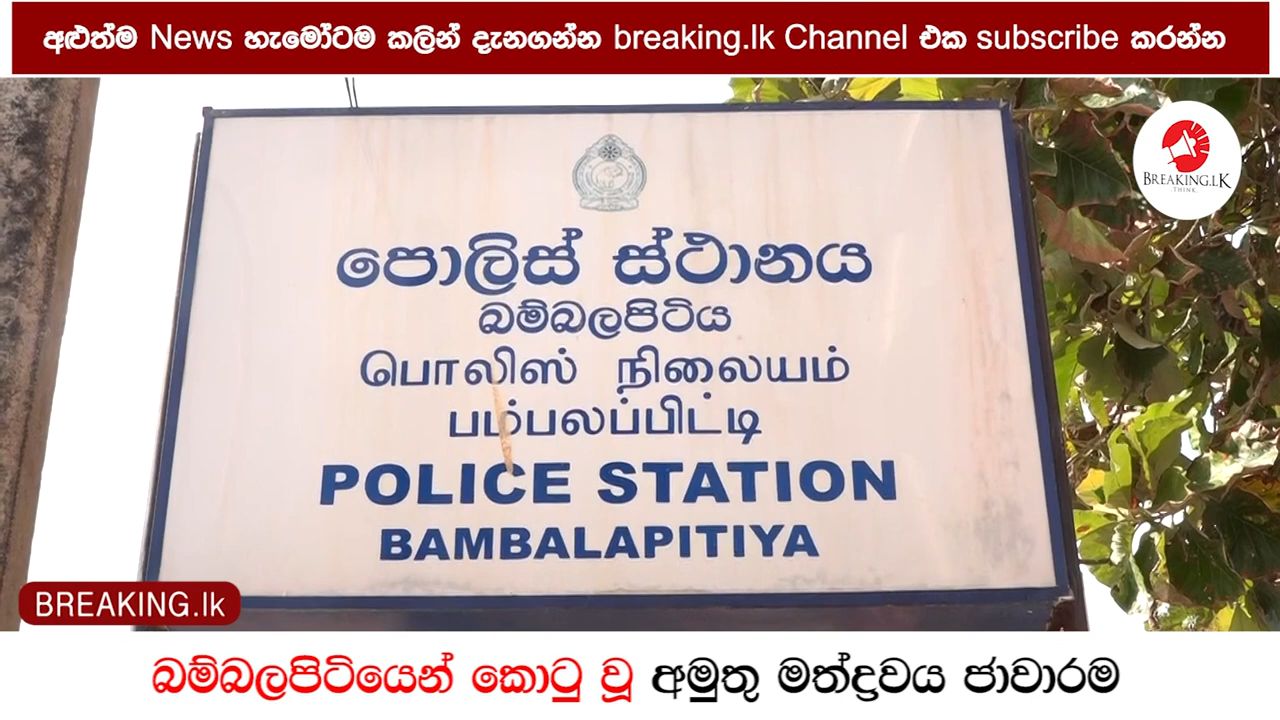 අළුත්ම News හැමෝටම කලින් දැනගන්න breaking.lk Channel එක subscribe කරන්න
BREAKING.LK
THINK.
පොලිස් ස්ථානය
බම්බලපිටිය
பொலிஸ் நிலையம்
பம்பலப்பிட்டி
POLICE STATION
BAMBALAPITIYA
BREAKING.lk
බම්බලපිටියෙන් කොටු වූ අමුතු මත්ද්‍රවය ජාවාරම